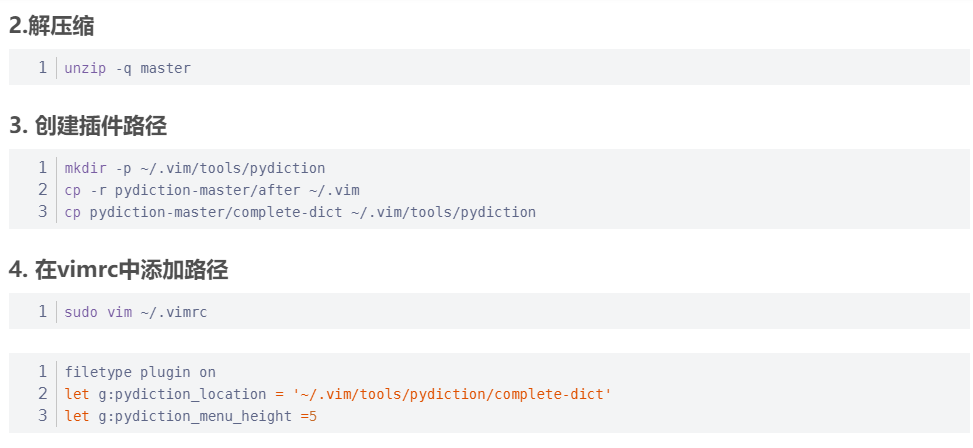 2.解压缩
1 unzip -q master
3. 创建插件路径
1 mkdir -p ~/.vim/tools/pydiction
2 cp -r pydiction-master/after ~/.vim
3 cp pydiction-master/complete-dict ~/.vim/tools/pydiction
4. 在vimrc中添加路径
1 sudo vim ~/.vimrc
1 filetype plugin on
2 let g:pydiction_location = '~/.vim/tools/pydiction/complete-dict'
3 let g:pydiction_menu_height =5